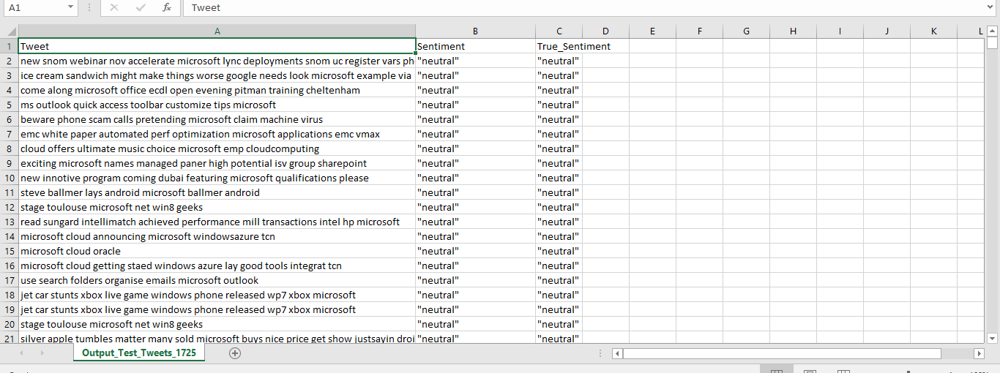 A1 fx Tweet
A B C D E F G H I J K L
1 Tweet Sentiment True_Sentiment
2 new snom webinar nov accelerate microsoft lync deployments snom uc register vars ph "neutral" "neutral"
3 ice cream sandwich might make things worse google needs look microsoft example via "neutral" "neutral"
4 come along microsoft office ecdl open evening pitman training cheltenham "neutral" "neutral"
5 ms outlook quick access toolbar customize tips microsoft "neutral" "neutral"
6 beware phone scam calls pretending microsoft claim machine virus "neutral" "neutral"
7 emc white paper automated perf optimization microsoft applications emc vmax "neutral" "neutral"
8 cloud offers ultimate music choice microsoft emp cloudcomputing "neutral" "neutral"
9 exciting microsoft names managed paner high potential isv group sharepoint "neutral" "neutral"
10 new innotive program coming dubai featuring microsoft qualifications please "neutral" "neutral"
11 steve ballmer lays android microsoft ballmer android "neutral" "neutral"
12 stage toulouse microsoft net win8 geeks "neutral" "neutral"
13 read sungard intellimatch achieved performance mill transactions intel hp microsoft "neutral" "neutral"
14 microsoft cloud announcing microsoft windowsazure tcn "neutral" "neutral"
15 microsoft cloud oracle "neutral" "neutral"
16 microsoft cloud getting staed windows azure lay good tools integrat tcn "neutral" "neutral"
17 use search folders organise emails microsoft outlook "neutral" "neutral"
18 jet car stunts xbox live game windows phone released wp7 xbox microsoft "neutral" "neutral"
19 jet car stunts xbox live game windows phone released wp7 xbox microsoft "neutral" "neutral"
20 stage toulouse microsoft net win8 geeks "neutral" "neutral"
21 silver apple tumbles matter many sold microsoft buys nice price get show justsayin droi "neutral" "neutral"
Output_Test_Tweets_1725